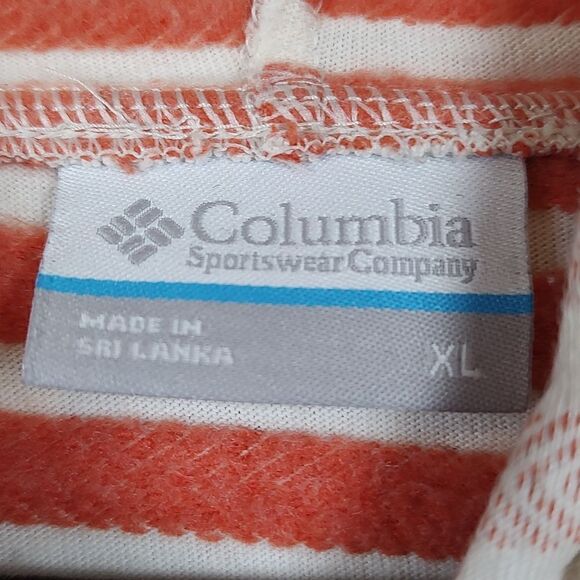 Columbia
Sportswear Company
MADE IN
SRI LANKA
XL